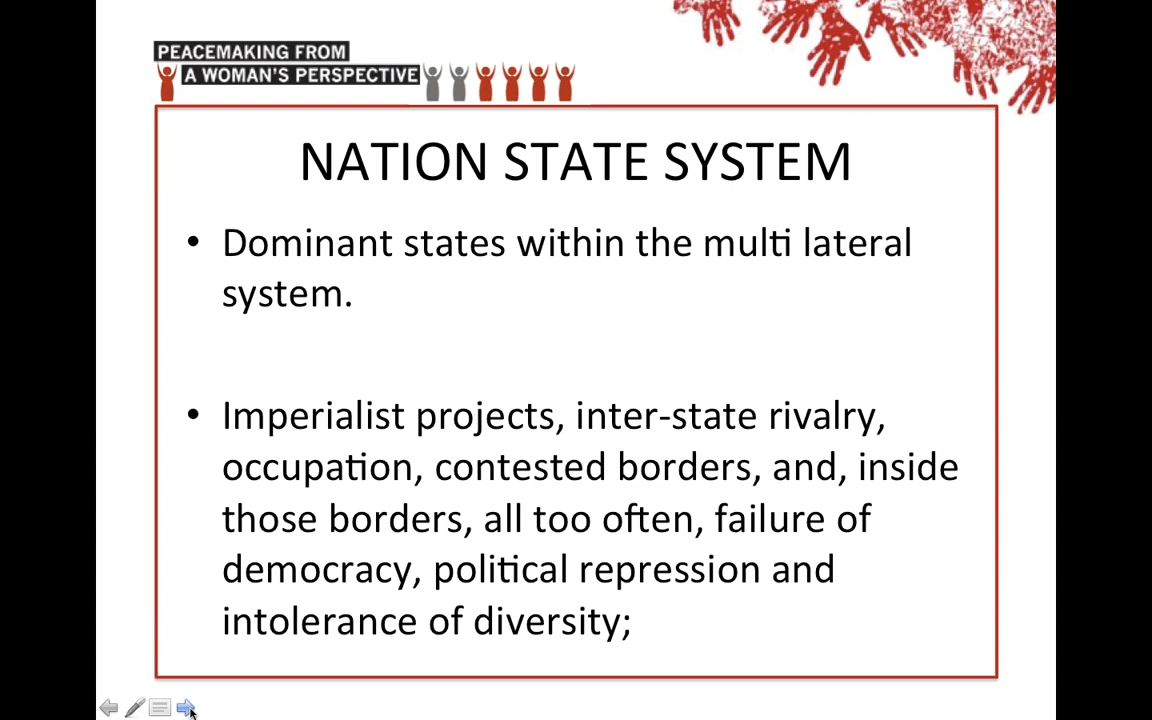 PEACEMAKING FROM
A WOMAN'S PERSPECTIVE
NATION STATE SYSTEM
• Dominant states within the multi lateral
system.
• Imperialist projects, inter-state rivalry,
occupation, contested borders, and, inside
those borders, all too often, failure of
democracy, political repression and
intolerance of diversity;